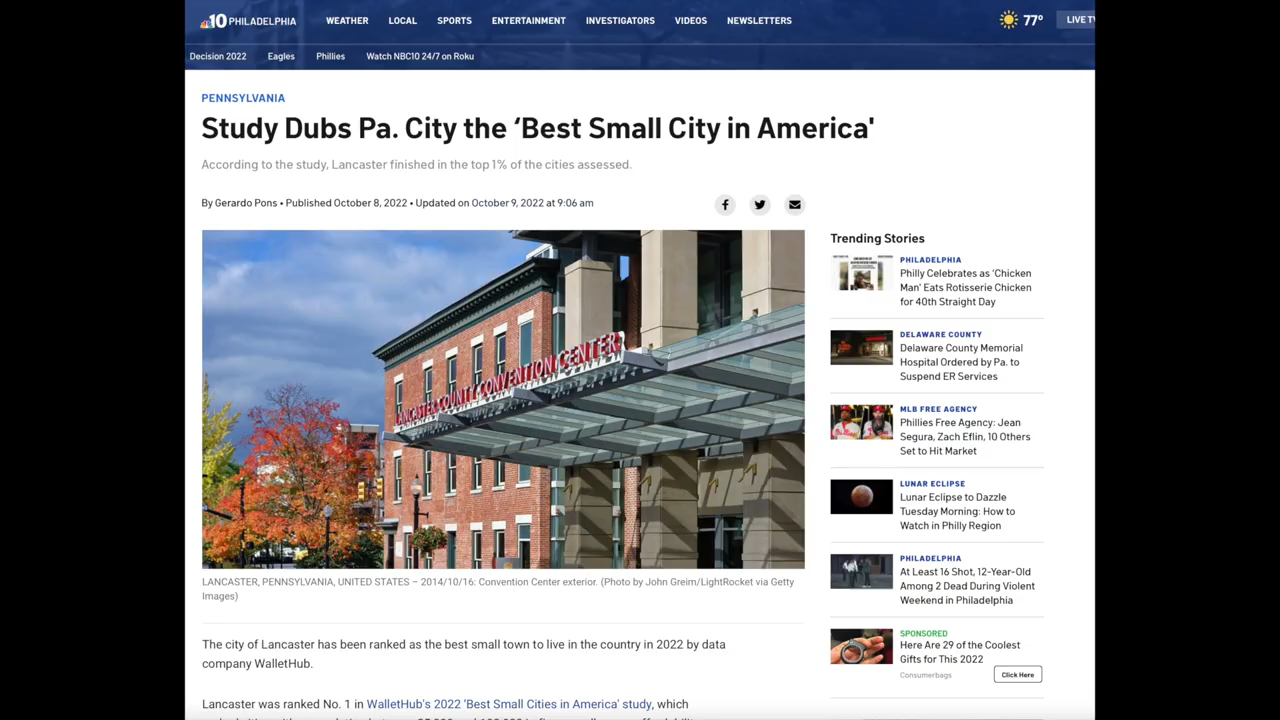 10 PHILADELPHIA
WEATHER LOCAL SPORTS ENTERTAINMENT INVESTIGATORS VIDEOS NEWSLETTERS
77° LIVE TV
Decision 2022 Eagles Phillies Watch NBC10 24/7 on Roku
PENNSYLVANIA
Study Dubs Pa. City the ‘Best Small City in America'
According to the study, Lancaster finished in the top 1% of the cities assessed.
By Gerardo Pons • Published October 8, 2022 • Updated on October 9, 2022 at 9:06 am
LANCASTER COUNTY CONVENTION CENTER
LANCASTER, PENNSYLVANIA, UNITED STATES – 2014/10/16: Convention Center exterior. (Photo by John Greim/LightRocket via Getty
Images)
The city of Lancaster has been ranked as the best small town to live in the country in 2022 by data
company WalletHub.
Lancaster was ranked No. 1 in WalletHub's 2022 'Best Small Cities in America' study, which
Trending Stories
PHILADELPHIA
Philly Celebrates as ‘Chicken
Man' Eats Rotisserie Chicken
for 40th Straight Day
DELAWARE COUNTY
Delaware County Memorial
Hospital Ordered by Pa. to
Suspend ER Services
MLB FREE AGENCY
Phillies Free Agency: Jean
Segura, Zach Eflin, 10 Others
Set to Hit Market
LUNAR ECLIPSE
Lunar Eclipse to Dazzle
Tuesday Morning: How to
Watch in Philly Region
PHILADELPHIA
At Least 16 Shot, 12-Year-Old
Among 2 Dead During Violent
Weekend in Philadelphia
SPONSORED
Here Are 29 of the Coolest
Gifts for This 2022
Consumerbags
Click Here